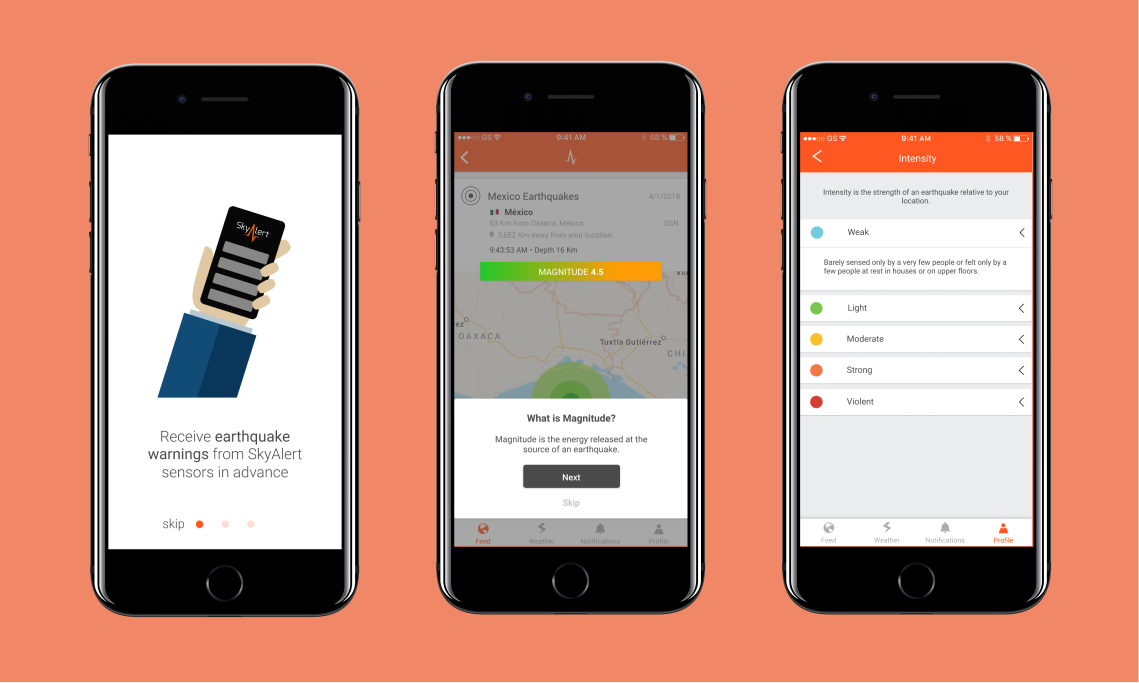 SkyAlert
Receive earthquake
warnings from SkyAlert
sensors in advance
skip
GS
9:41 AM
58 %
Mexico Earthquakes
4/1/2018
México
63 Km from Oaxaca, México
SSN
3,652 Km away from your location.
9:43:53 AM • Depth 16 Km
MAGNITUDE 4.5
OAXACA
Tuxtla Gutiérrez
CHI
What is Magnitude?
Magnitude is the energy released at the
source of an earthquake.
Next
Skip
Feed
Weather
Notifications
Profile
GS
9:41 AM
58 %
Intensity
Intensity is the strength of an earthquake relative to your
location.
Weak
Barely sensed only by a very few people or felt only by a
few people at rest in houses or on upper floors.
Light
Moderate
Strong
Violent
Feed
Weather
Notifications
Profile